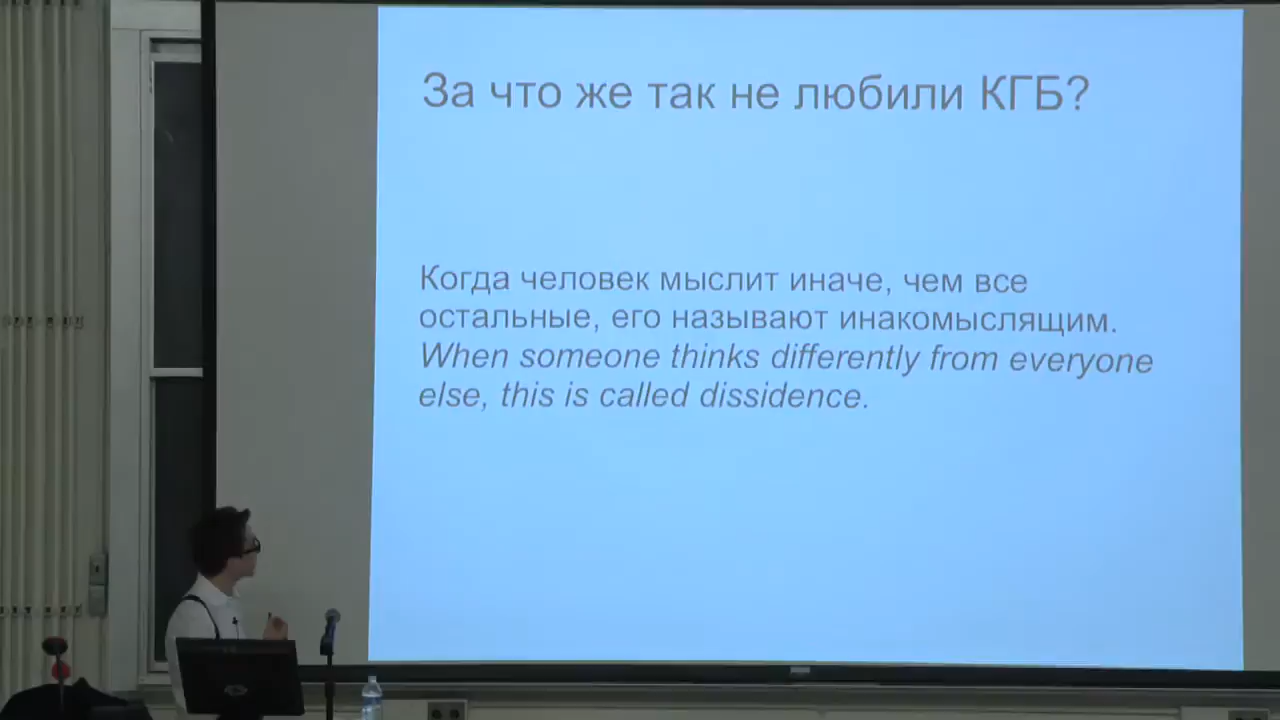 За что же так не любили КГБ?
Когда человек мыслит иначе, чем все
остальные, его называют инакомыслящим.
When someone thinks differently from everyone
else, this is called dissidence.